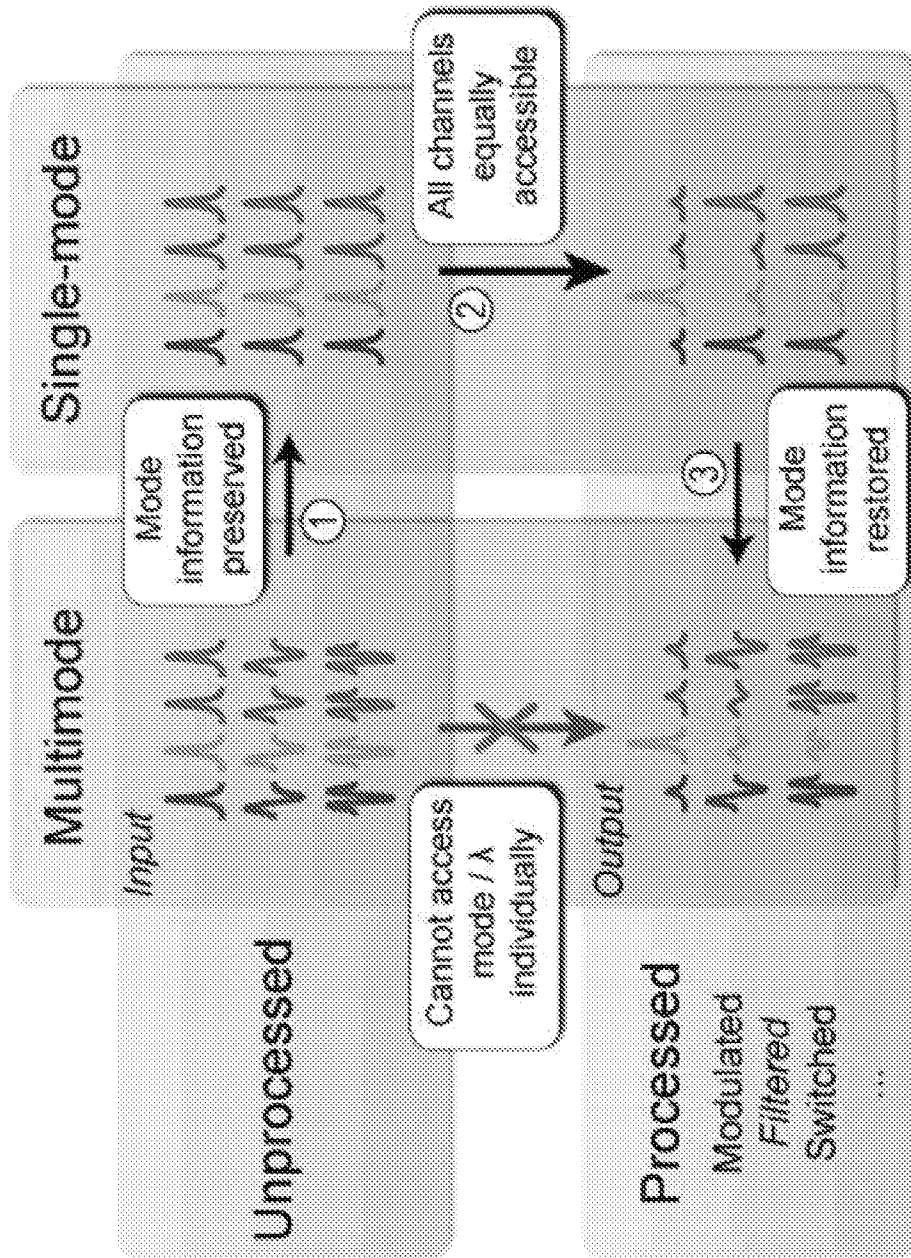 Multimode
Single-mode
Unprocessed
Input
Mode
information
preserved
1
Cannot access
mode / λ
individually
2
All channels
equally
accessible
Processed
Modulated
Filtered
Switched
...
Output
3
Mode
information
restored